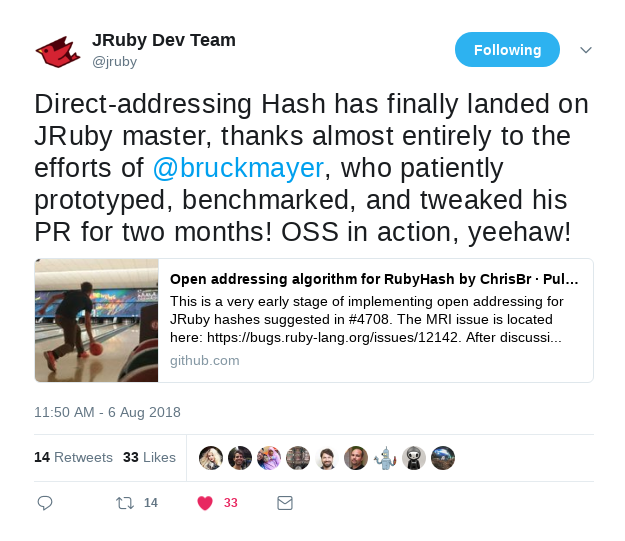 JRuby Dev Team
@jruby
Following
Direct-addressing Hash has finally landed on
JRuby master, thanks almost entirely to the
efforts of @bruckmayer, who patiently
prototyped, benchmarked, and tweaked his
PR for two months! OSS in action, yeehaw!
Open addressing algorithm for RubyHash by ChrisBr · Pul...
This is a very early stage of implementing open addressing for
JRuby hashes suggested in #4708. The MRI issue is located
here: https://bugs.ruby-lang.org/issues/12142. After discussi...
github.com
11:50 AM - 6 Aug 2018
14 Retweets 33 Likes
14 33